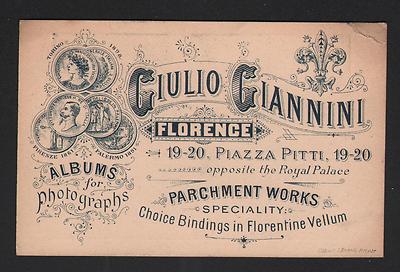 TORINO 1898
GIULIO GIANNINI
FLORENCE
FIRENZE
PALERMO
19-20, PIAZZA PITTI, 19-20
opposite the Royal Palace
ALBUMS
for
photographs
PARCHMENT WORKS
SPECIALITY:
Choice Bindings in Florentine Vellum